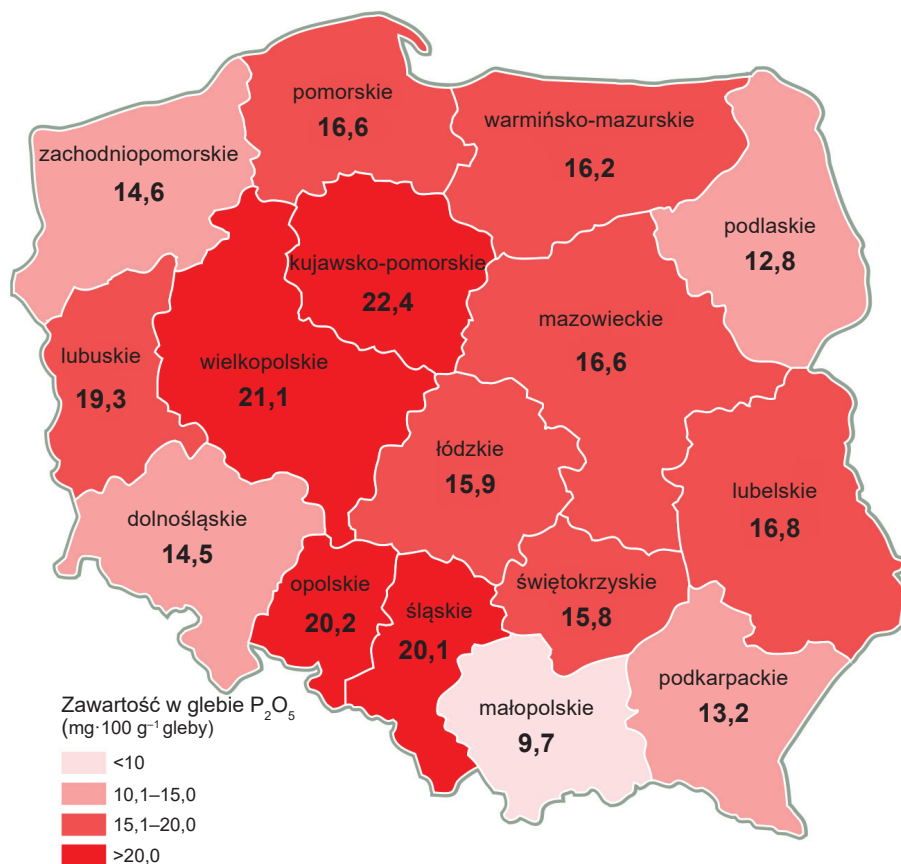 pomorskie
16,6
warmińsko-mazurskie
16,2
zachodniopomorskie
14,6
podlaskie
12,8
kujawsko-pomorskie
22,4
mazowieckie
16,6
lubuskie
19,3
wielkopolskie
21,1
łódzkie
15,9
lubelskie
16,8
dolnośląskie
14,5
opolskie
20,2
śląskie
20,1
świętokrzyskie
15,8
podkarpackie
13,2
małopolskie
9,7
Zawartość w glebie P₂O₅
(mg·100 g⁻¹ gleby)
<10
10,1–15,0
15,1–20,0
>20,0